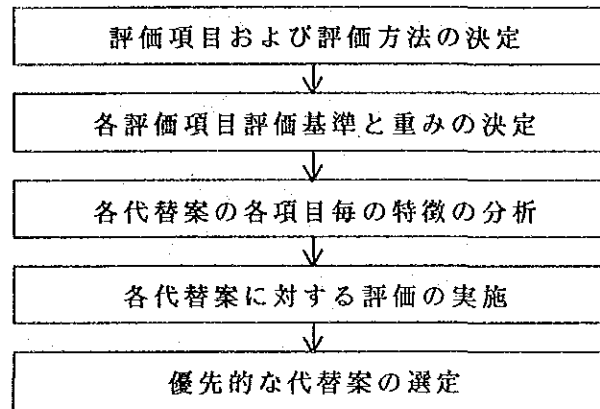 評価項目および評価方法の決定
各評価項目評価基準と重みの決定
各代替案の各項目毎の特徴の分析
各代替案に対する評価の実施
優先的な代替案の選定